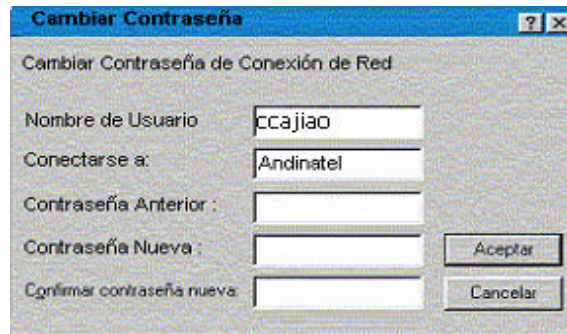 Cambiar Contraseña
Cambiar Contraseña de Conexión de Red
Nombre de Usuario ccajiao
Conectarse a: Andinatel
Contraseña Anterior :
Contraseña Nueva : Aceptar
Confirmar contraseña nueva: Cancelar